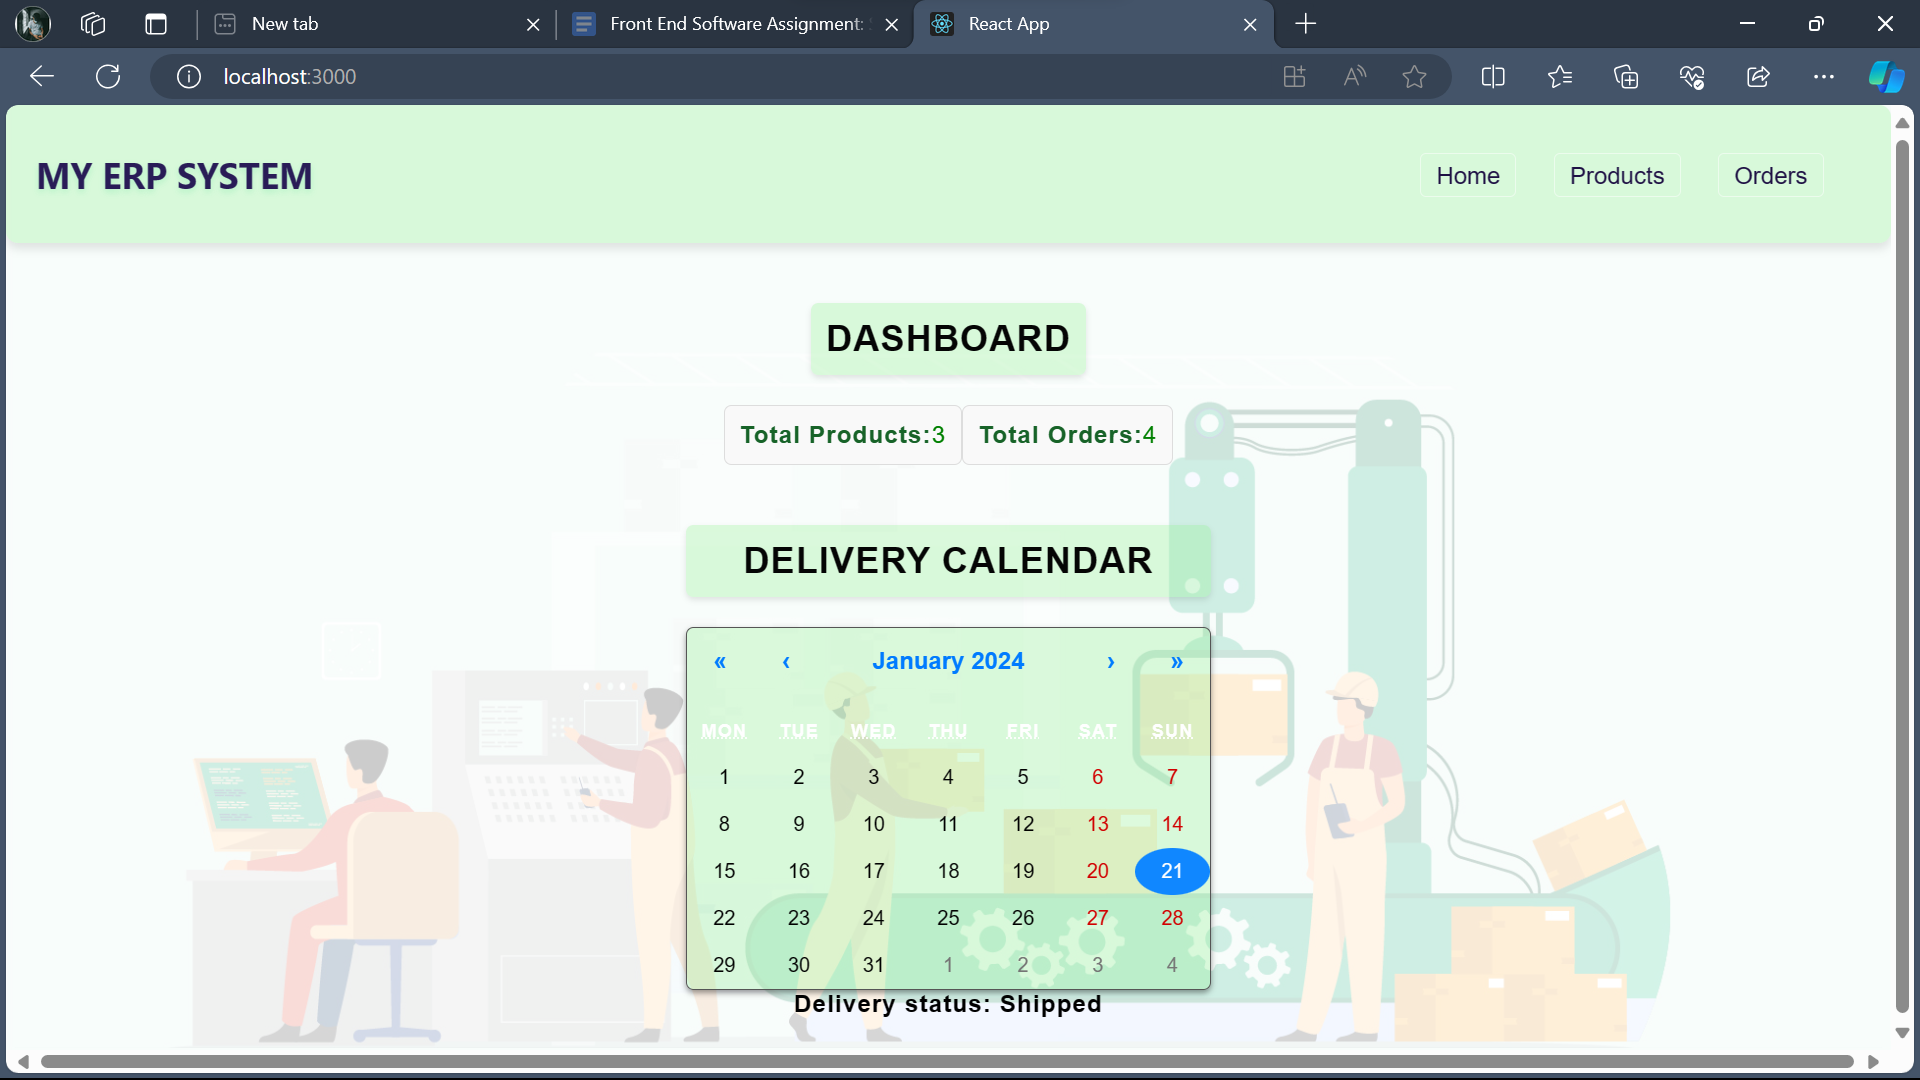 New tab
Front End Software Assignment:
React App
localhost:3000
MY ERP SYSTEM
Home
Products
Orders
DASHBOARD
Total Products:3
Total Orders:4
DELIVERY CALENDAR
« ‹ January 2024 › »
MON TUE WED THU FRI SAT SUN
1 2 3 4 5 6 7
8 9 10 11 12 13 14
15 16 17 18 19 20 21
22 23 24 25 26 27 28
29 30 31 1 2 3 4
Delivery status: Shipped